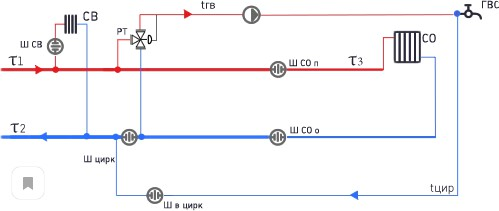 tгв
ГВС
СВ
РТ
Ш СВ
τ1
Ш СО п
τ3
СО
τ2
Ш СО о
Ш цирк
tцир
Ш в цирк